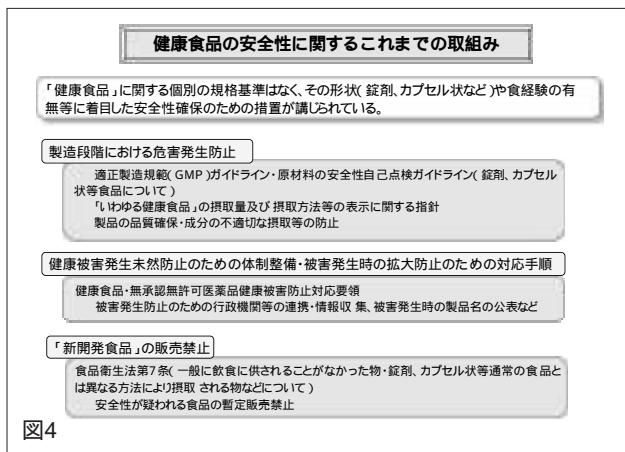 健康食品の安全性に関するこれまでの取組み
「健康食品」に関する個別の規格基準はなく、その形状(錠剤、カプセル状など)や食経験の有
無等に着目した安全性確保のための措置が講じられている。
製造段階における危害発生防止
適正製造規範(GMP)ガイドライン・原材料の安全性自己点検ガイドライン(錠剤、カプセル
状等食品について)
「いわゆる健康食品」の摂取量及び摂取方法等の表示に関する指針
製品の品質確保・成分の不適切な摂取等の防止
健康被害発生未然防止のための体制整備・被害発生時の拡大防止のための対応手順
健康食品・無承認無許可医薬品健康被害防止対応要領
被害発生防止のための行政機関等の連携・情報収 集、被害発生時の製品名の公表など
「新開発食品」の販売禁止
食品衛生法第7条(一般に飲食に供されることがなかった物・錠剤、カプセル状等通常の食品と
は異なる方法により摂取 される物などについて)
安全性が疑われる食品の暫定販売禁止
図4